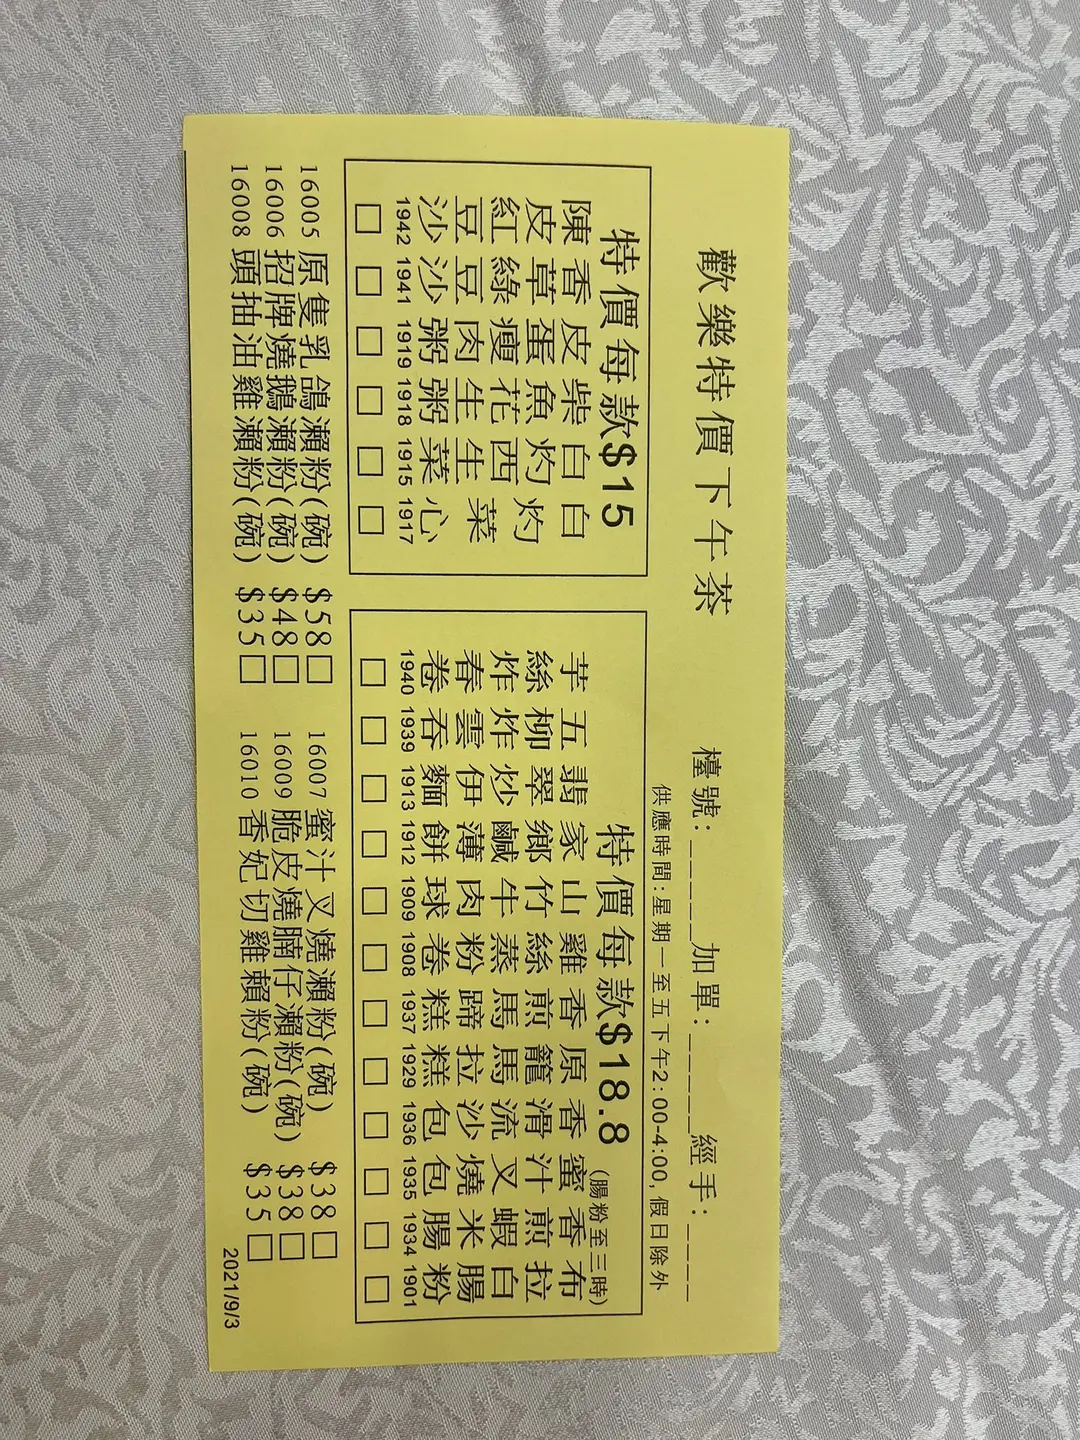 歡樂特價下午茶
檯號:_____加單:_____經手:_____
供應時間:星期一至五下午2:00-4:00, 假日除外
特價每款$15
陳皮紅豆沙 1942 □
香草綠豆沙 1941 □
皮蛋瘦肉粥 1919 □
柴魚花生粥 1918 □
白灼西生菜 1915 □
白灼菜心 1917 □
特價每款$18.8 (腸粉至三時)
芋絲炸春卷 1940 □
五柳炸雲吞 1939 □
翡翠炒伊麵 1913 □
家鄉鹹薄餅 1912 □
山竹牛肉球 1909 □
雞絲蒸粉卷 1908 □
香煎馬蹄糕 1937 □
原籠馬拉糕 1929 □
香滑流沙包 1936 □
蜜汁叉燒包 1935 □
香煎蝦米腸 1934 □
布拉白腸粉 1901 □
16005 原隻乳鴿瀨粉(碗) $58□
16006 招牌燒鵝瀨粉(碗) $48□
16008 頭抽油雞瀨粉(碗) $35□
16007 蜜汁叉燒瀨粉(碗) $38□
16009 脆皮燒腩仔瀨粉(碗) $38□
16010 香妃切雞賴粉(碗) $35□
2021/9/3